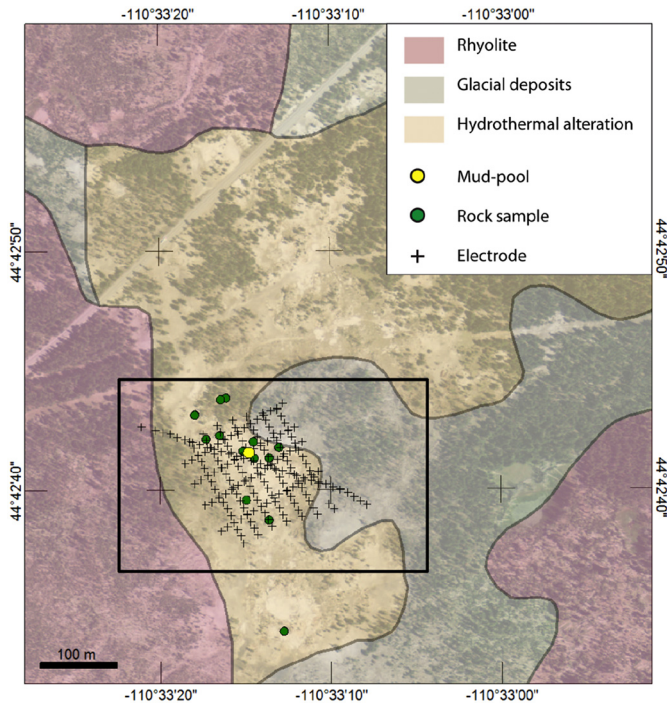 -110°33'20" -110°33'10" -110°33'00"
Rhyolite
Glacial deposits
Hydrothermal alteration
Mud-pool
Rock sample
Electrode
44°42'50" 44°42'50"
44°42'40" 44°42'40"
100 m
-110°33'20" -110°33'10" -110°33'00"